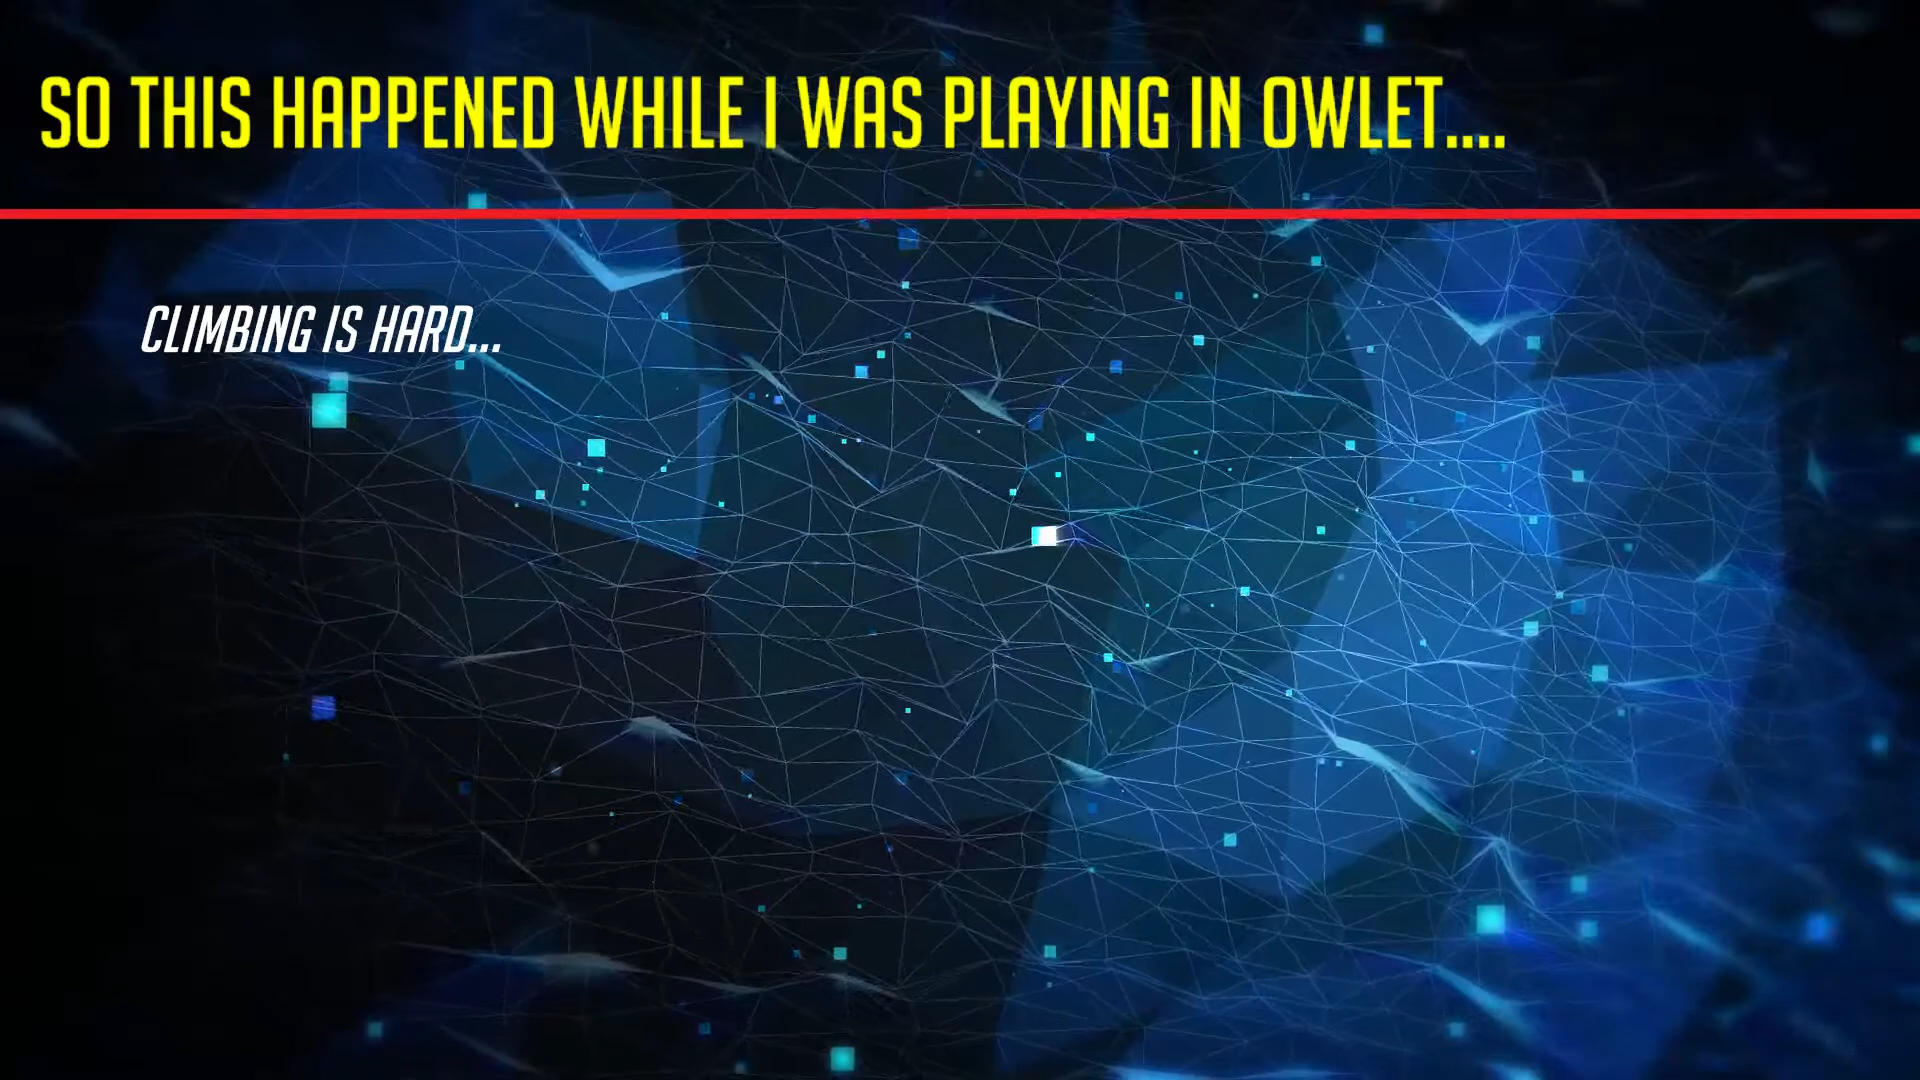 SO THIS HAPPENED WHILE I WAS PLAYING IN OWLET....
CLIMBING IS HARD...